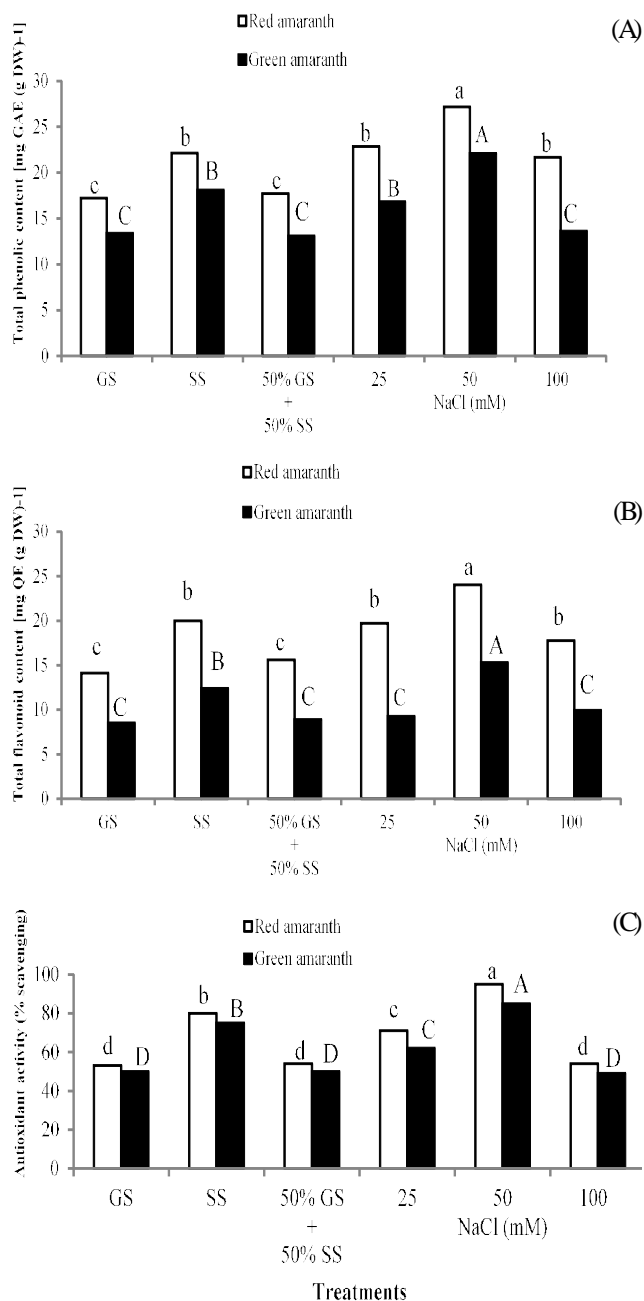 (A)
Red amaranth
Green amaranth
Total phenolic content [mg GAE (g DW)-1]
30
25
20
15
10
5
0
c C b B c C b B a A b C
GS SS 50% GS 25 50 100
+ NaCl (mM)
50% SS
(B)
Red amaranth
Green amaranth
Total flavonoid content [mg QE (g DW)-1]
30
25
20
15
10
5
0
c C b B c C b C a A b C
GS SS 50% GS 25 50 100
+ NaCl (mM)
50% SS
(C)
Red amaranth
Green amaranth
Antioxidant activity (% scavenging)
100
80
60
40
20
0
d D b B d D c C a A d D
GS SS 50% GS 25 50 100
+ NaCl (mM)
50% SS
Treatments